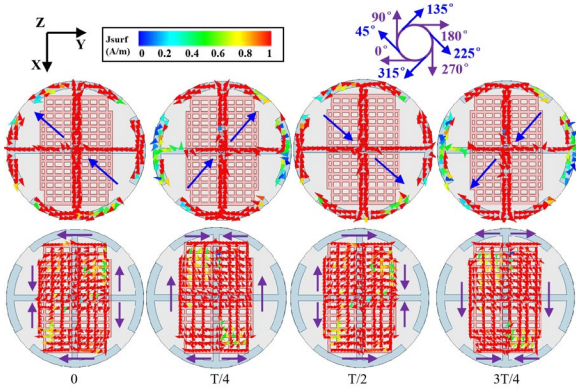 Z
Y
X
Jsurf
(A/m)
0 0.2 0.4 0.6 0.8 1
90° 135°
45° 180°
0° 225°
315° 270°
0 T/4 T/2 3T/4